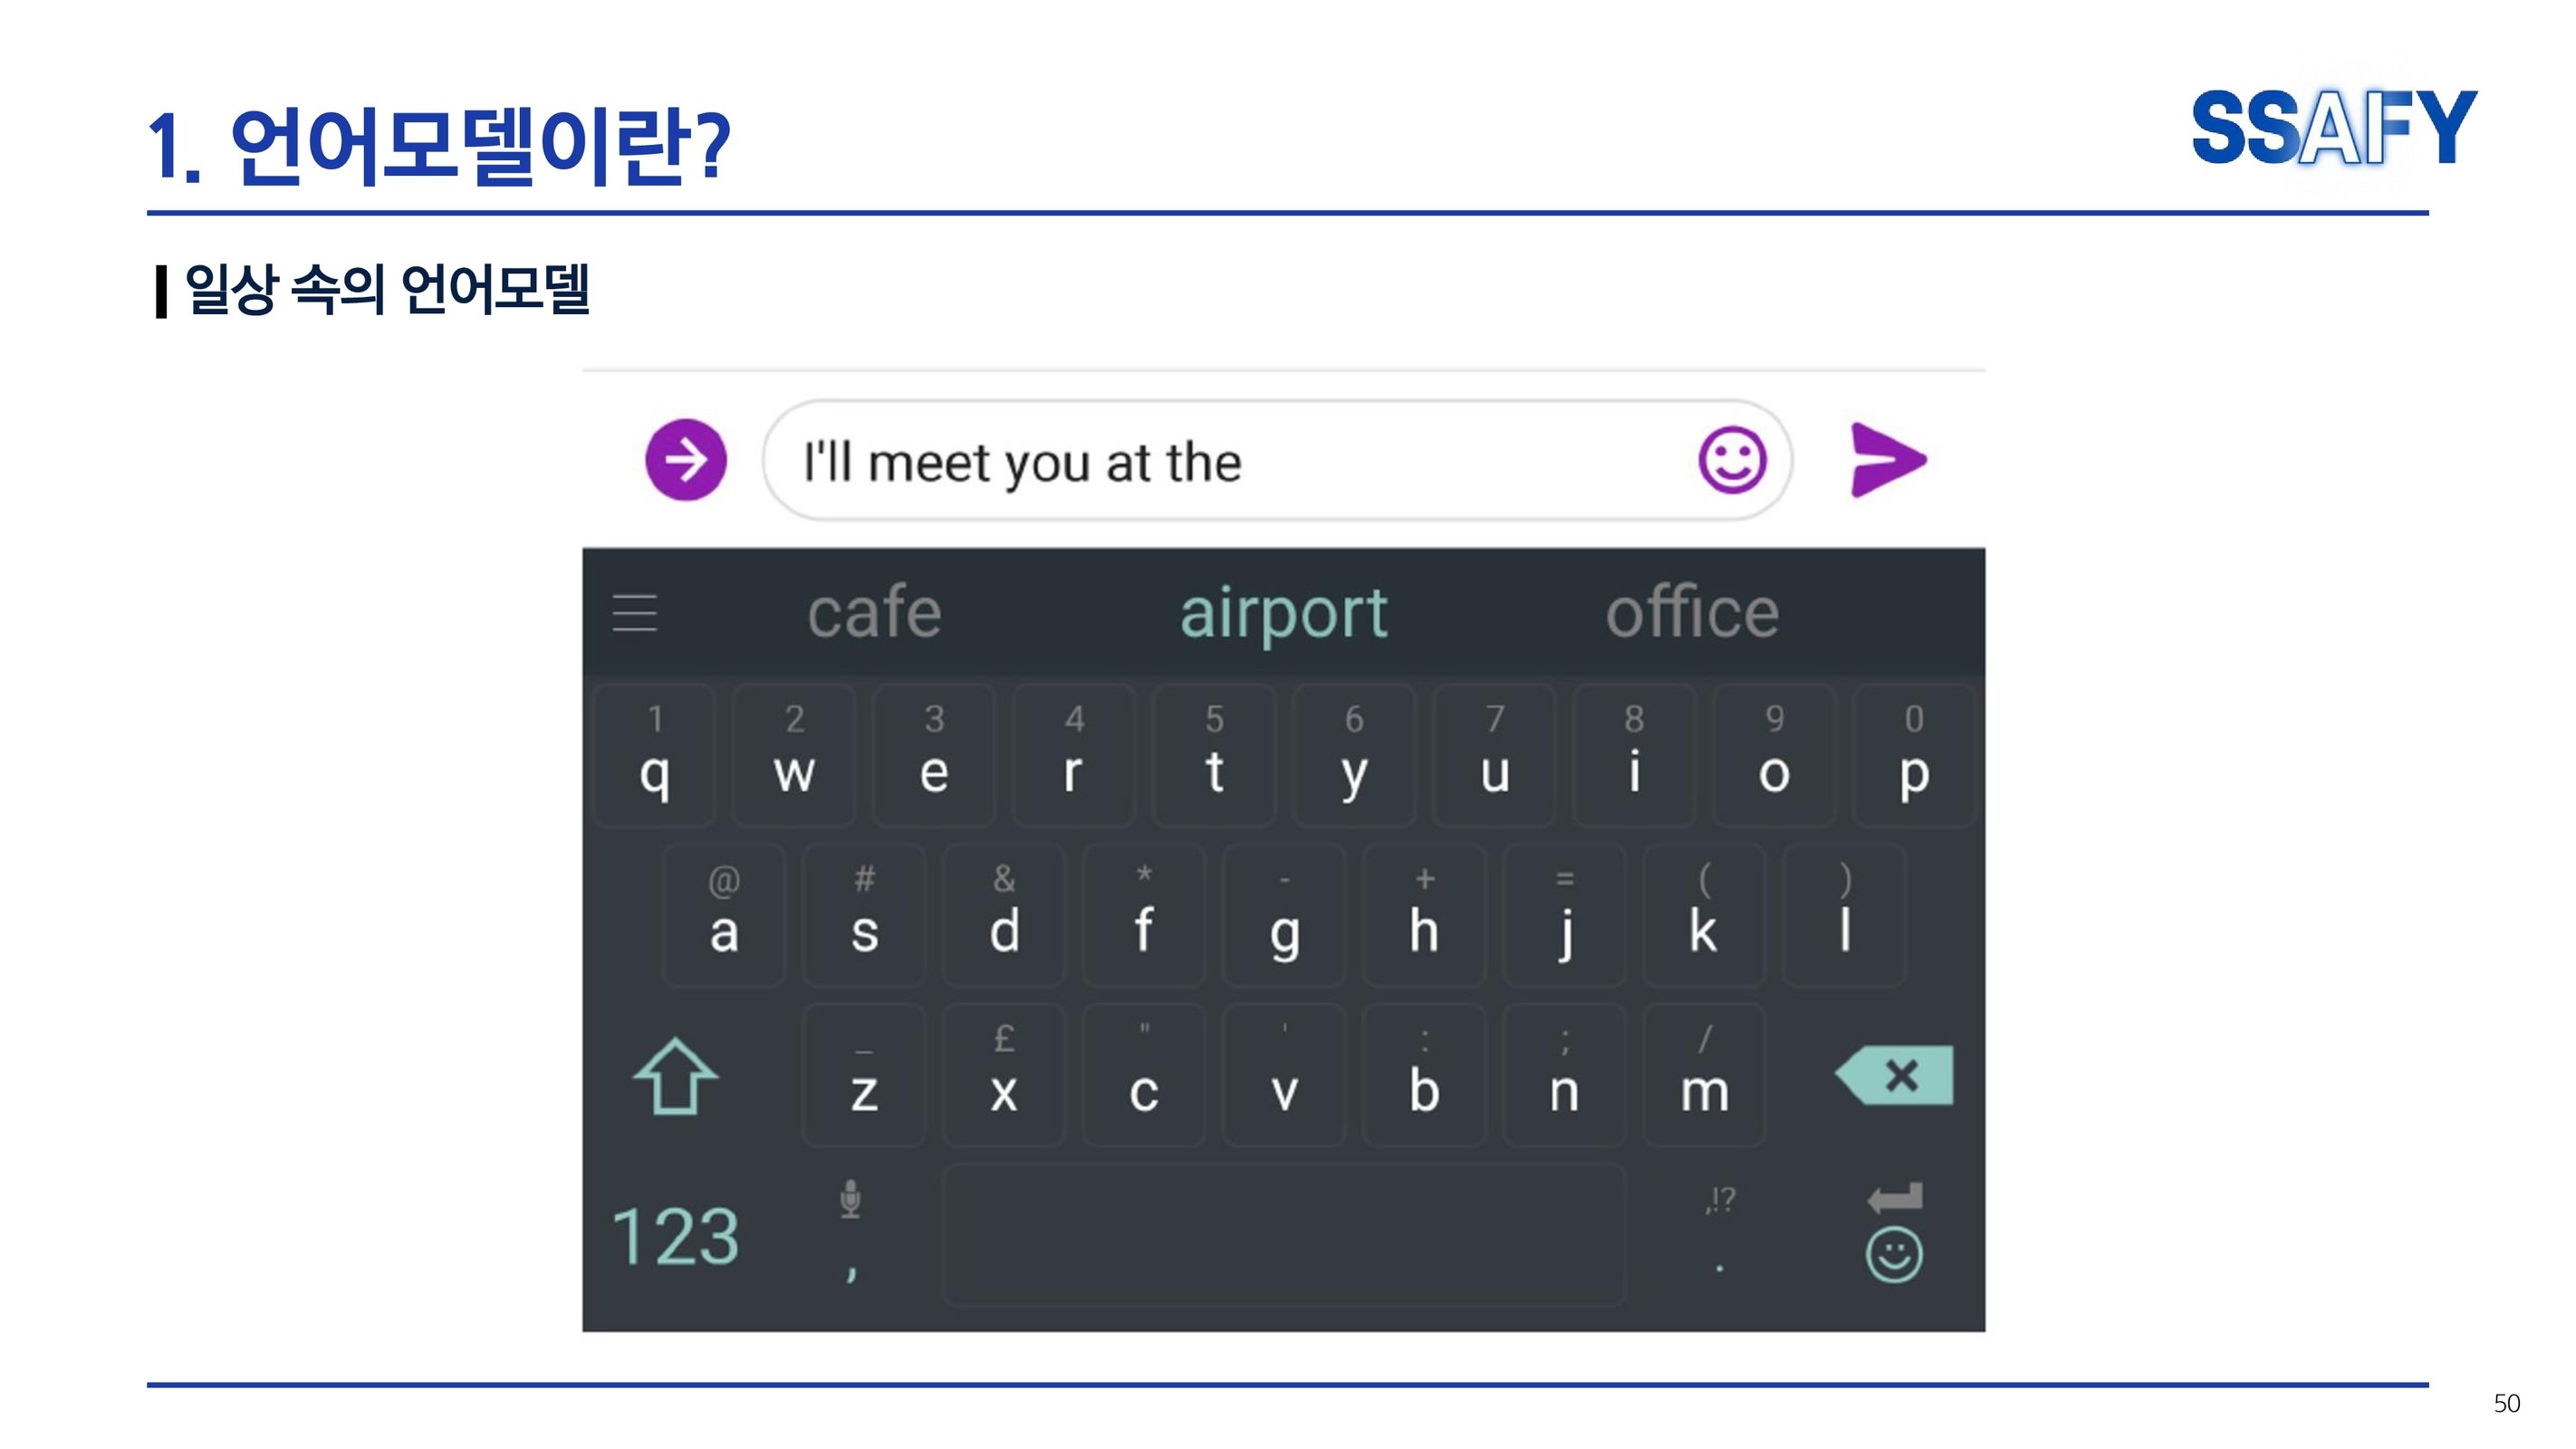 1. 언어모델이란?
SSAFY
일상 속의 언어모델
I'll meet you at the
cafe airport office
1 2 3 4 5 6 7 8 9 0
q w e r t y u i o p
@ # & * - + = ( )
a s d f g h j k l
_ £ " ' : ; /
z x c v b n m
,!?
123 , .
50